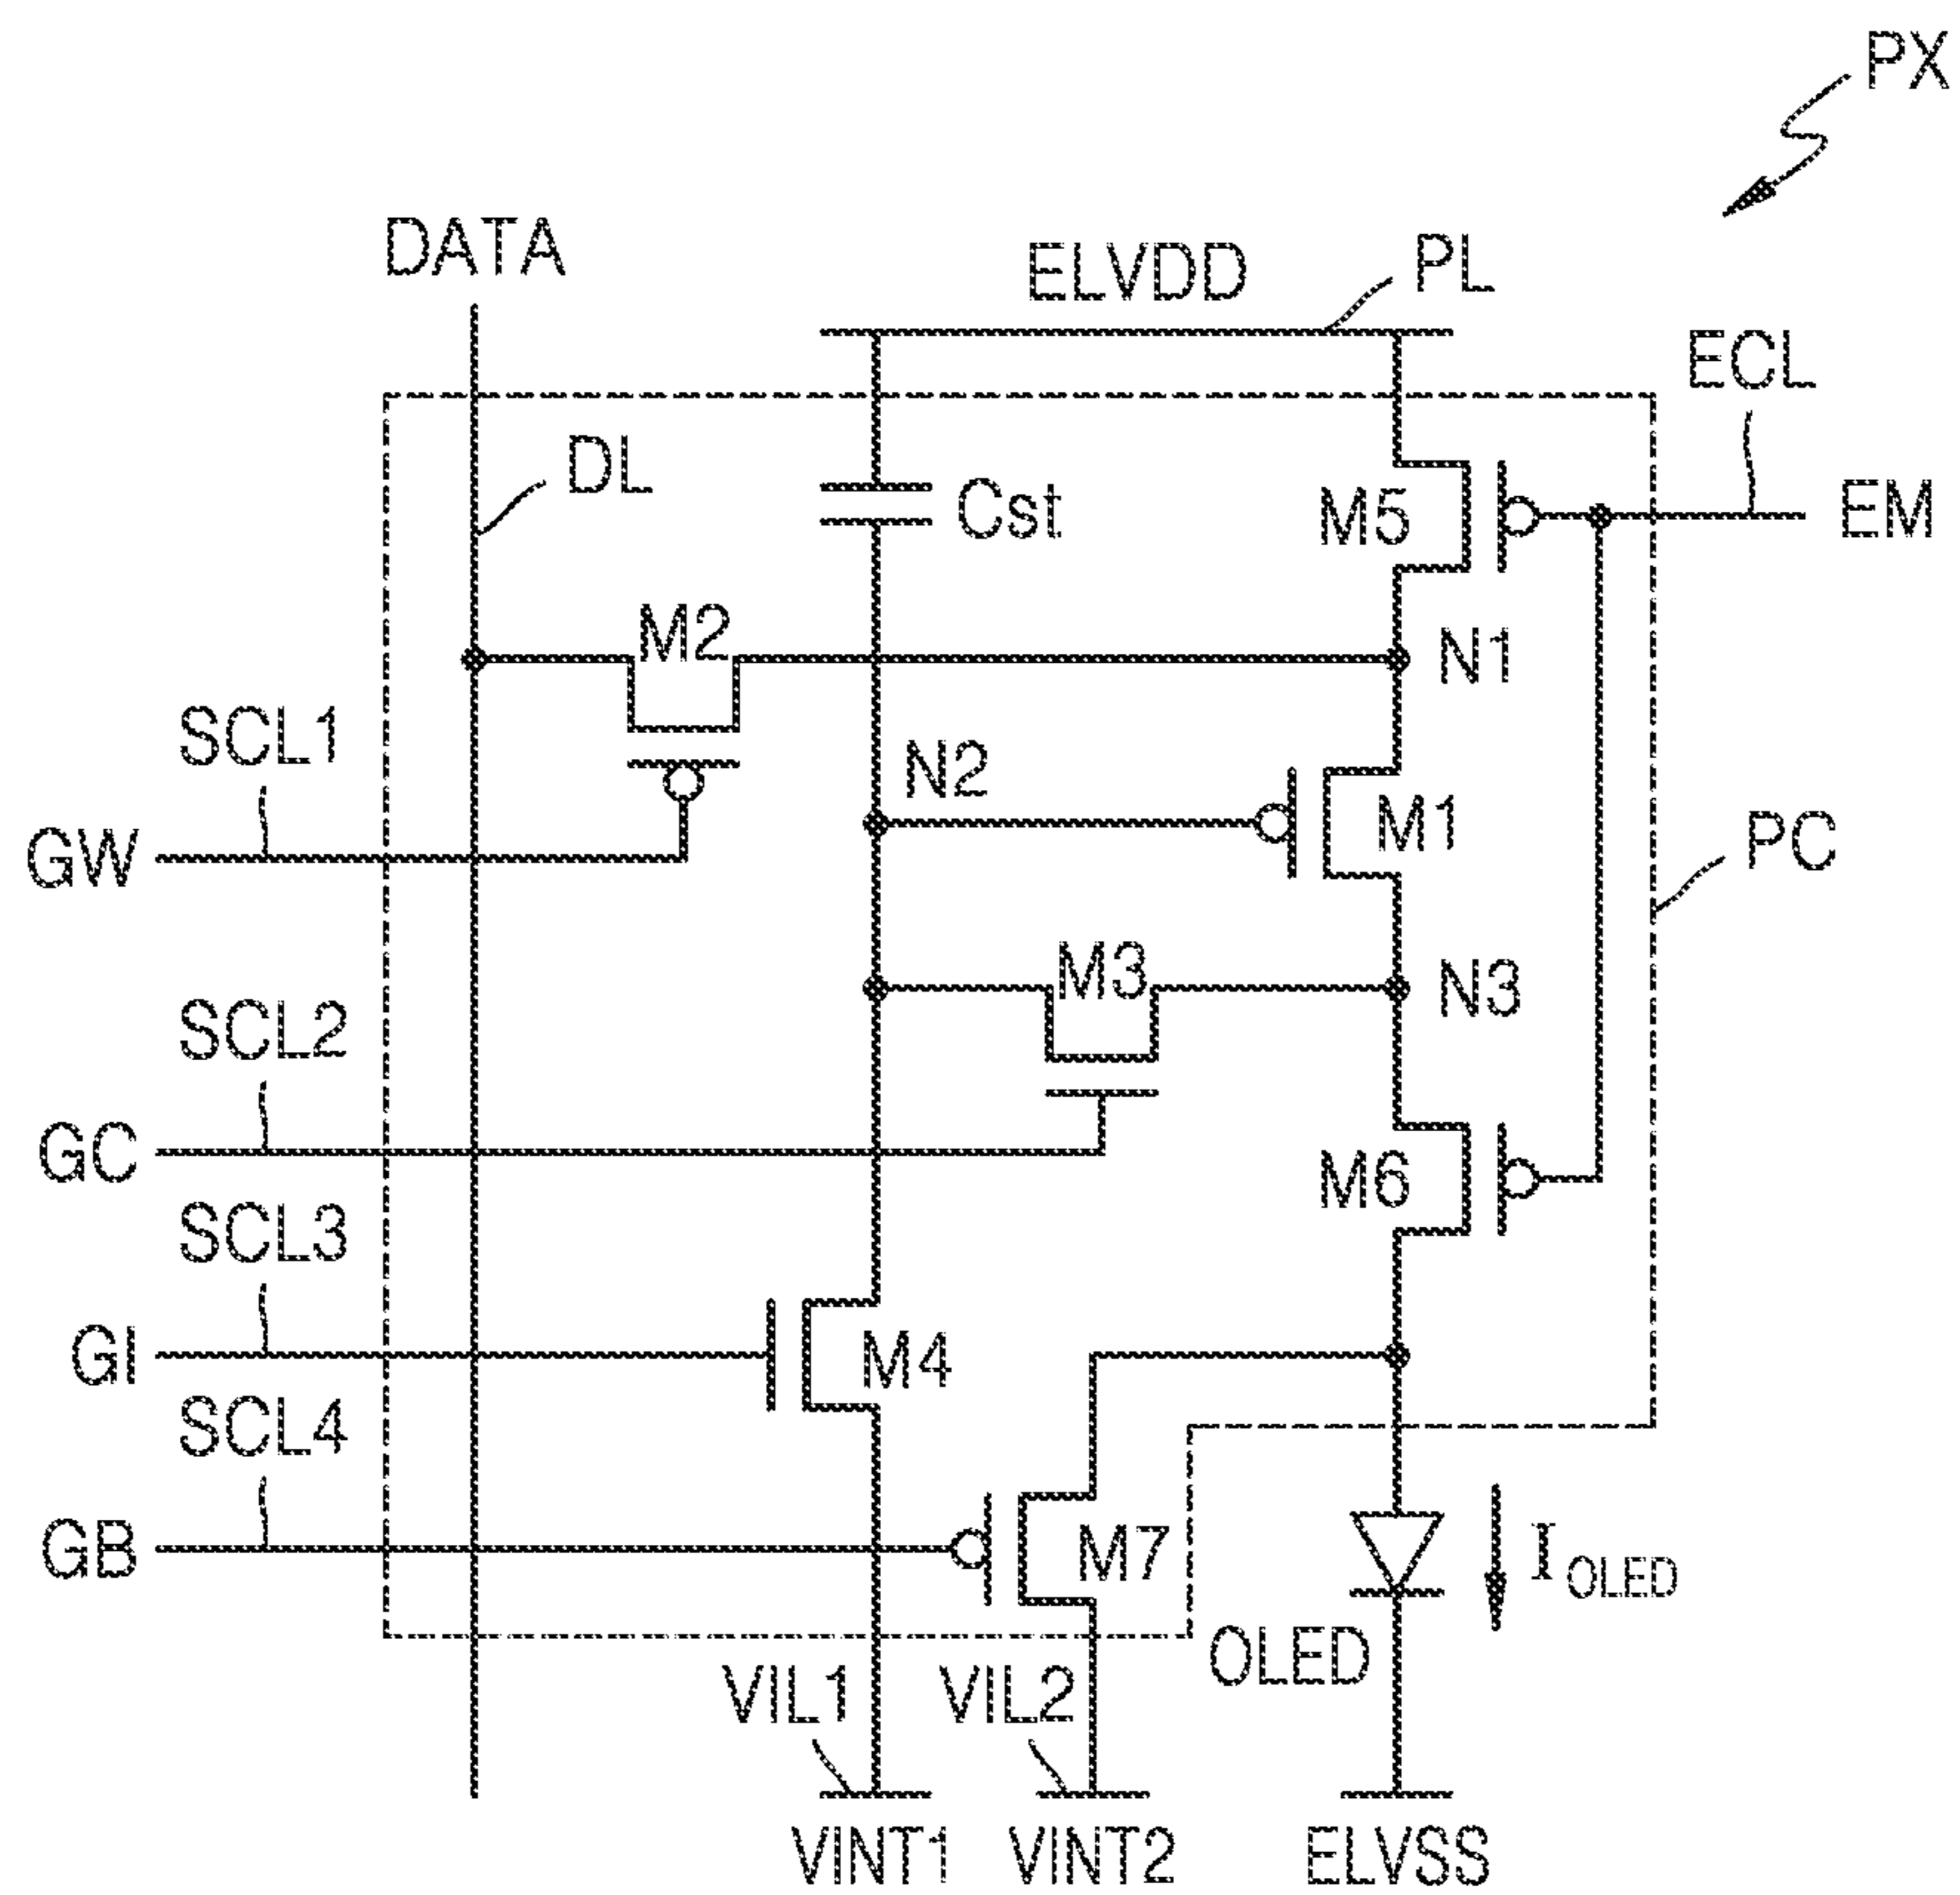 PX
DATA
ELVDD
PL
ECL
DL
Cst
M5
EM
M2
N1
SCL1
N2
M1
GW
PC
M3
N3
SCL2
GC
M6
SCL3
GI
M4
SCL4
GB
M7
IOLED
OLED
VIL1
VIL2
VINT1
VINT2
ELVSS